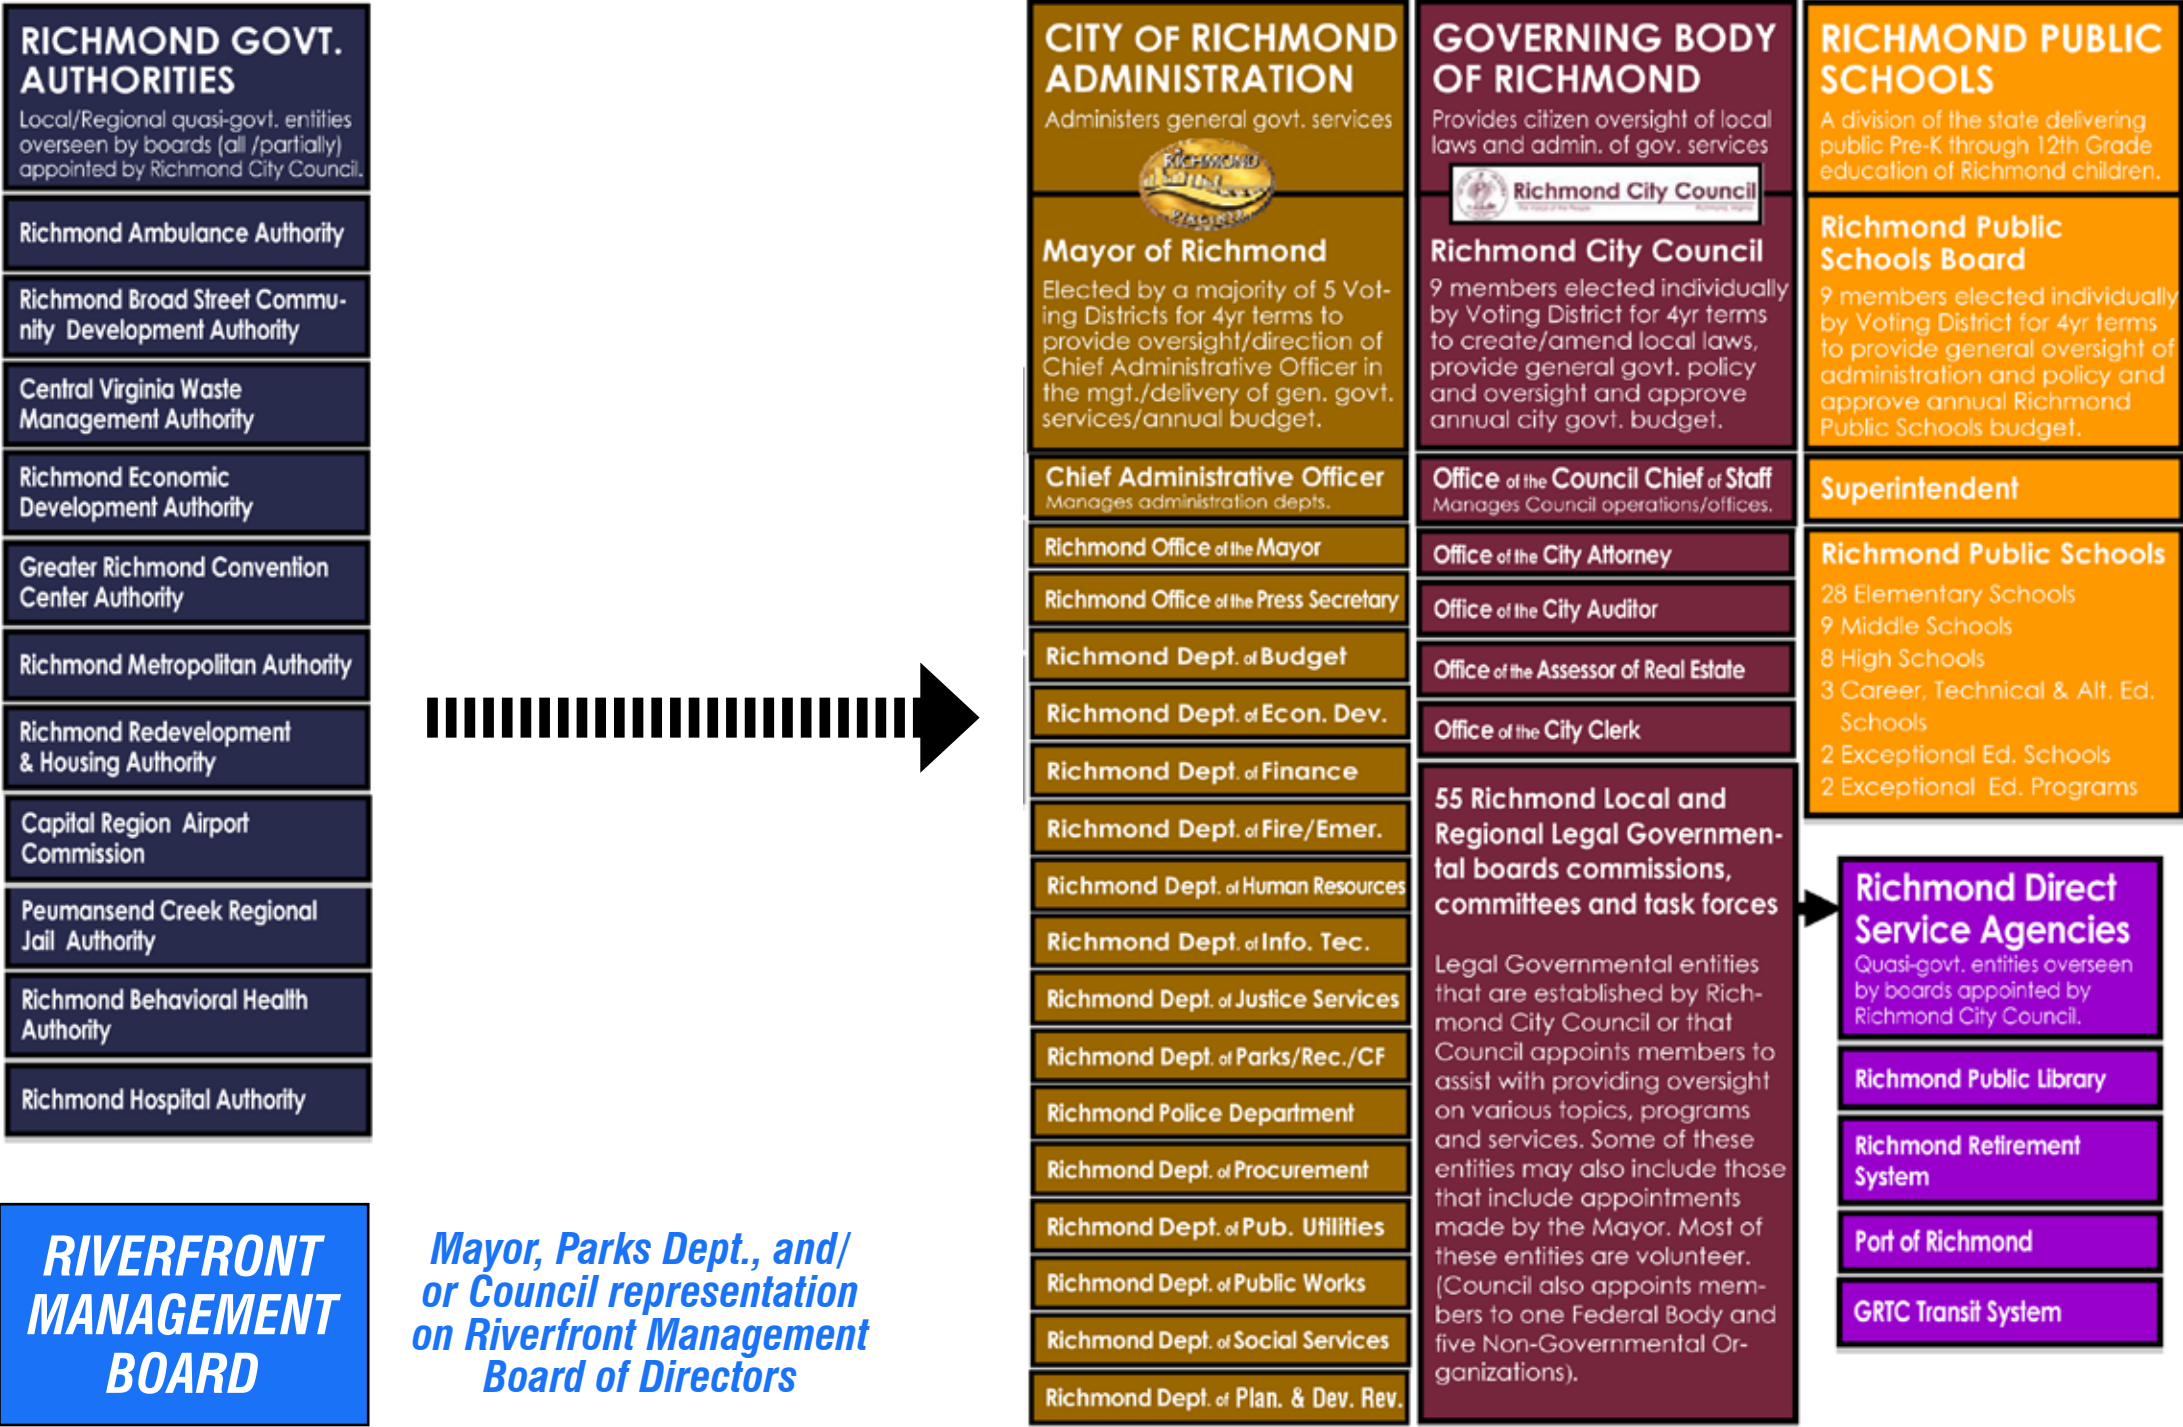 RICHMOND GOVT.
AUTHORITIES
Local/Regional quasi-govt. entities
overseen by boards (all /partially)
appointed by Richmond City Council.
Richmond Ambulance Authority
Richmond Broad Street Commu-
nity Development Authority
Central Virginia Waste
Management Authority
Richmond Economic
Development Authority
Greater Richmond Convention
Center Authority
Richmond Metropolitan Authority
Richmond Redevelopment
& Housing Authority
Capital Region Airport
Commission
Peumansend Creek Regional
Jail Authority
Richmond Behavioral Health
Authority
Richmond Hospital Authority
RIVERFRONT
MANAGEMENT
BOARD
Mayor, Parks Dept., and/
or Council representation
on Riverfront Management
Board of Directors
CITY OF RICHMOND
ADMINISTRATION
Administers general govt. services
RICHMOND
VIRGINIA
Mayor of Richmond
Elected by a majority of 5 Vot-
ing Districts for 4yr terms to
provide oversight/direction of
Chief Administrative Officer in
the mgt./delivery of gen. govt.
services/annual budget.
Chief Administrative Officer
Manages administration depts.
Richmond Office of the Mayor
Richmond Office of the Press Secretary
Richmond Dept. of Budget
Richmond Dept. of Econ. Dev.
Richmond Dept. of Finance
Richmond Dept. of Fire/Emer.
Richmond Dept. of Human Resources
Richmond Dept. of Info. Tec.
Richmond Dept. of Justice Services
Richmond Dept. of Parks/Rec./CF
Richmond Police Department
Richmond Dept. of Procurement
Richmond Dept. of Pub. Utilities
Richmond Dept. of Public Works
Richmond Dept. of Social Services
Richmond Dept. of Plan. & Dev. Rev.
GOVERNING BODY
OF RICHMOND
Provides citizen oversight of local
laws and admin. of gov. services
Richmond City Council
Richmond City Council
9 members elected individually
by Voting District for 4yr terms
to create/amend local laws,
provide general govt. policy
and oversight and approve
annual city govt. budget.
Office of the Council Chief of Staff
Manages Council operations/offices.
Office of the City Attorney
Office of the City Auditor
Office of the Assessor of Real Estate
Office of the City Clerk
55 Richmond Local and
Regional Legal Governmen-
tal boards commissions,
committees and task forces
Legal Governmental entities
that are established by Rich-
mond City Council or that
Council appoints members to
assist with providing oversight
on various topics, programs
and services. Some of these
entities may also include those
that include appointments
made by the Mayor. Most of
these entities are volunteer.
(Council also appoints mem-
bers to one Federal Body and
five Non-Governmental Or-
ganizations).
RICHMOND PUBLIC
SCHOOLS
A division of the state delivering
public Pre-K through 12th Grade
education of Richmond children.
Richmond Public
Schools Board
9 members elected individually
by Voting District for 4yr terms
to provide general oversight of
administration and policy and
approve annual Richmond
Public Schools budget.
Superintendent
Richmond Public Schools
28 Elementary Schools
9 Middle Schools
8 High Schools
3 Career, Technical & Alt. Ed.
Schools
2 Exceptional Ed. Schools
2 Exceptional Ed. Programs
Richmond Direct
Service Agencies
Quasi-govt. entities overseen
by boards appointed by
Richmond City Council.
Richmond Public Library
Richmond Retirement
System
Port of Richmond
GRTC Transit System